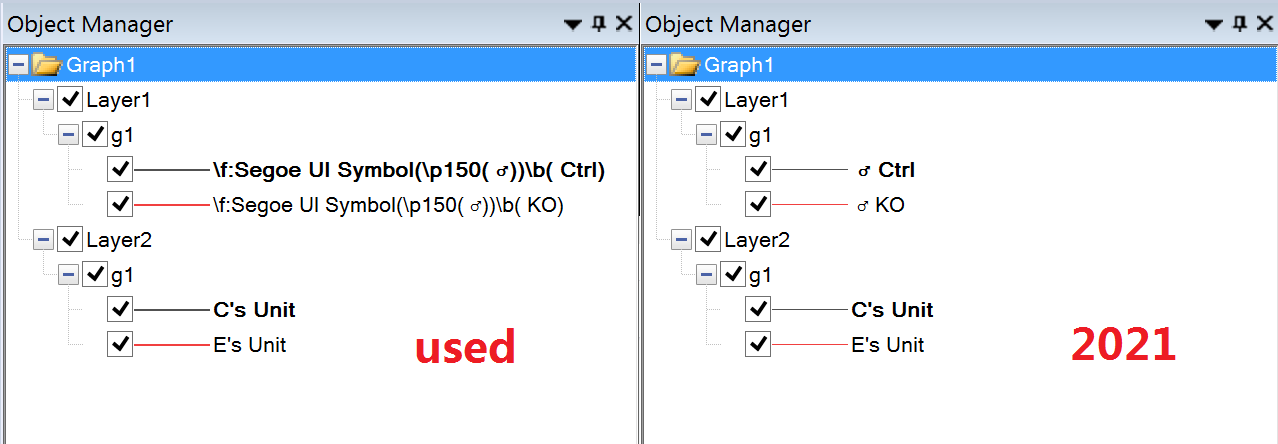 Object Manager
Graph1
Layer1
g1
\f:Segoe UI Symbol(\p150( ♂))\b( Ctrl)
\f:Segoe UI Symbol(\p150( ♂))\b( KO)
Layer2
g1
C's Unit
E's Unit
used
Object Manager
Graph1
Layer1
g1
♂ Ctrl
♂ KO
Layer2
g1
C's Unit
E's Unit
2021